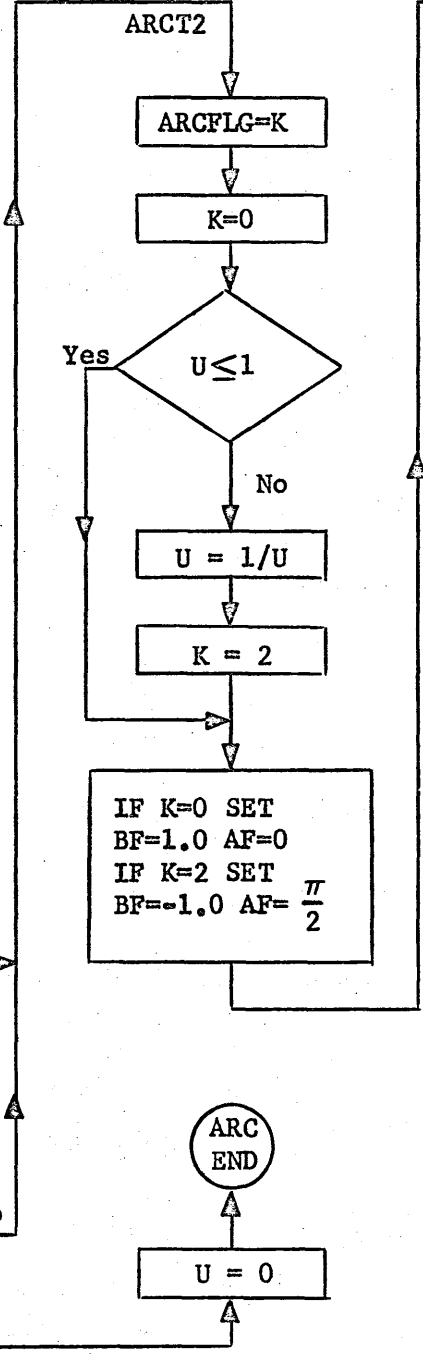 ARCT2
ARCFLG=K
K=0
Yes
U≤1
No
U = 1/U
K = 2
IF K=0 SET
BF=1.0 AF=0
IF K=2 SET
BF=-1.0 AF= π/2
ARC
END
U = 0